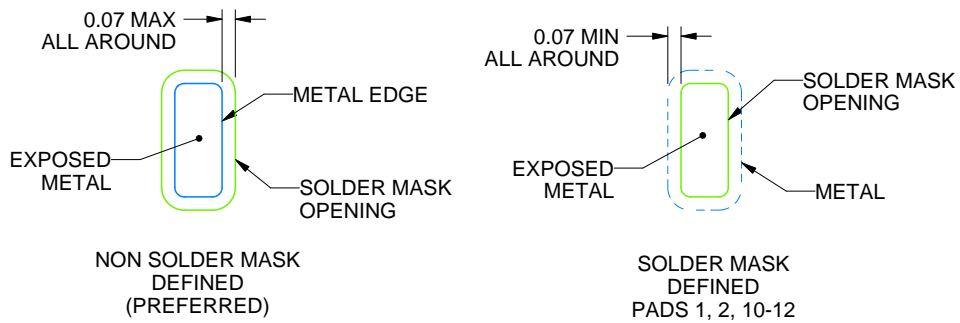 0.07 MAX
ALL AROUND
METAL EDGE
EXPOSED
METAL
SOLDER MASK
OPENING
NON SOLDER MASK
DEFINED
(PREFERRED)
0.07 MIN
ALL AROUND
SOLDER MASK
OPENING
EXPOSED
METAL
METAL
SOLDER MASK
DEFINED
PADS 1, 2, 10-12